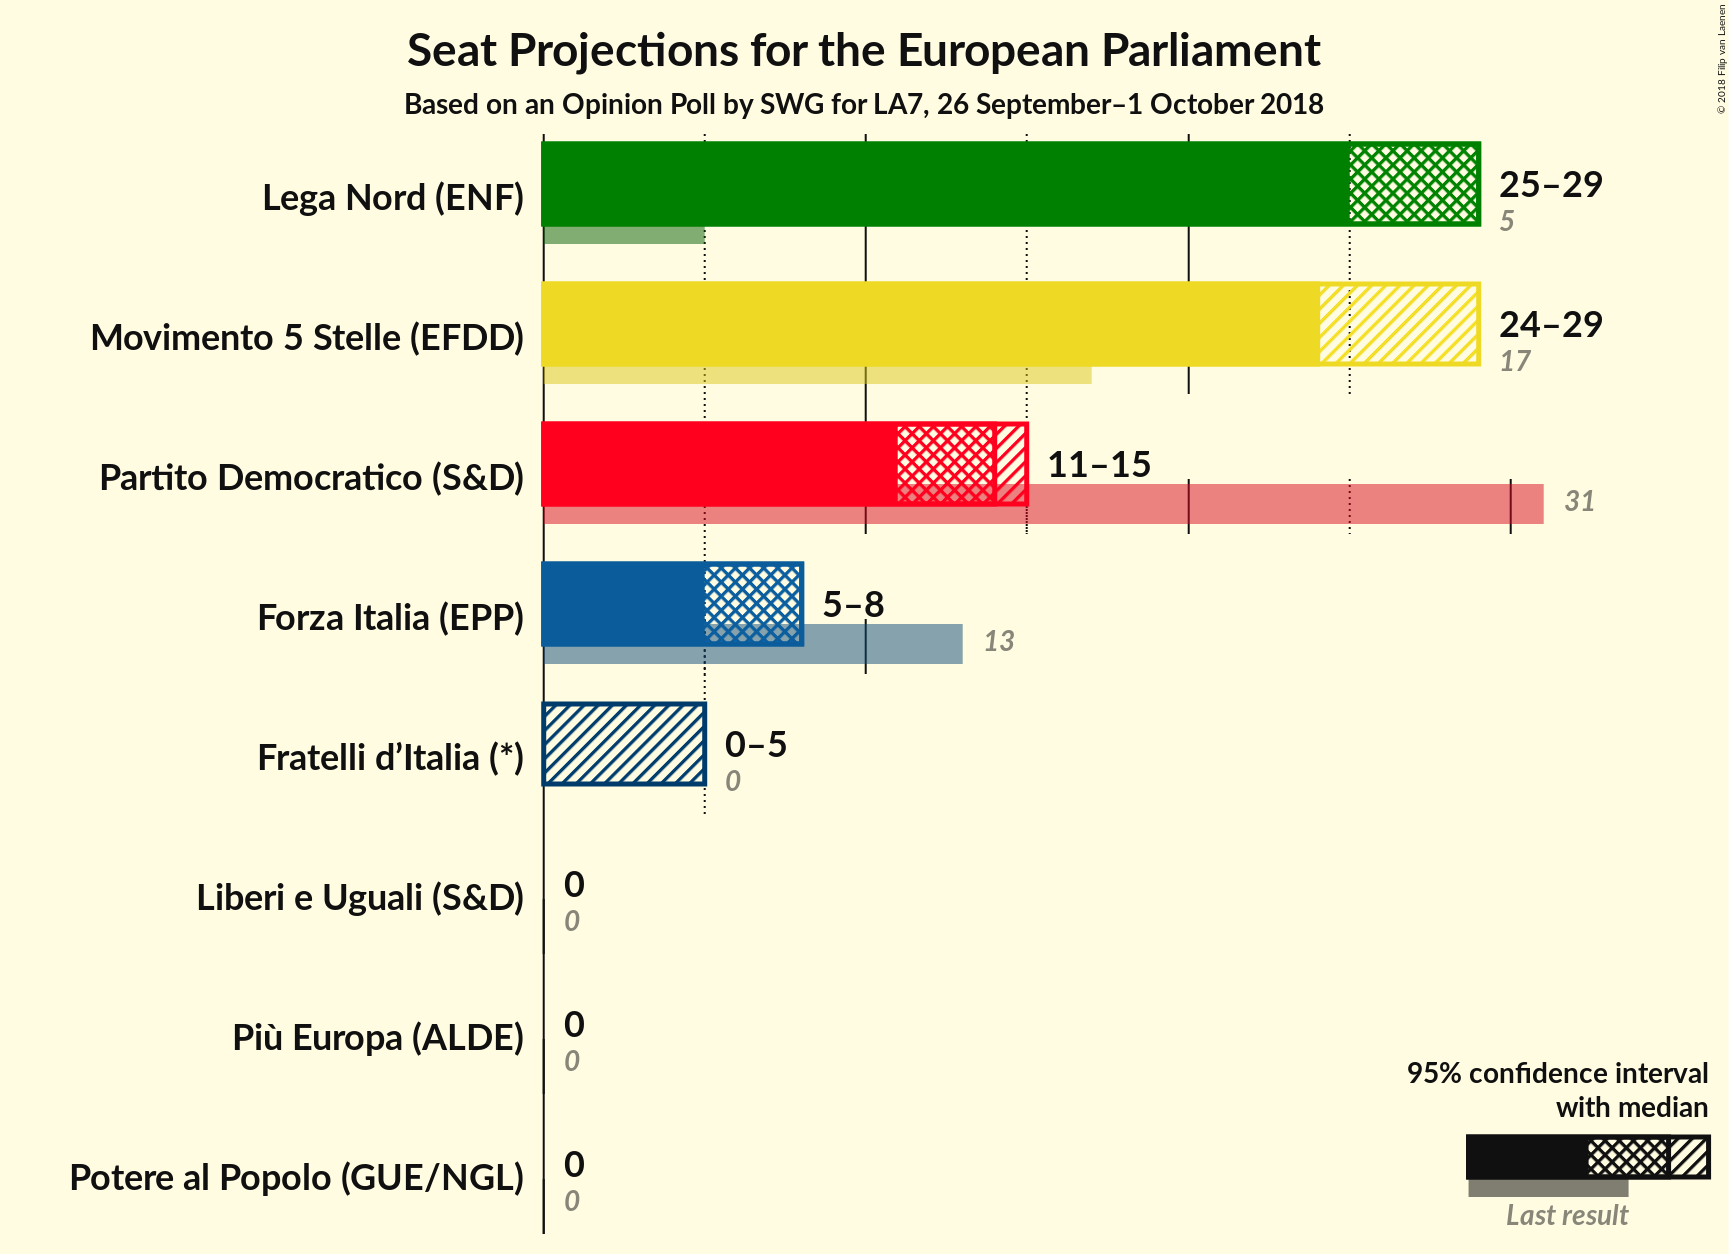 Seat Projections for the European Parliament
Based on an Opinion Poll by SWG for LA7, 26 September–1 October 2018
© 2018 Filip van Laenen
Lega Nord (ENF)
25–29
5
Movimento 5 Stelle (EFDD)
24–29
17
Partito Democratico (S&D)
11–15
31
Forza Italia (EPP)
5–8
13
Fratelli d’Italia (*)
0–5
0
Liberi e Uguali (S&D)
0
0
Più Europa (ALDE)
0
0
Potere al Popolo (GUE/NGL)
0
0
95% confidence interval
with median
Last result